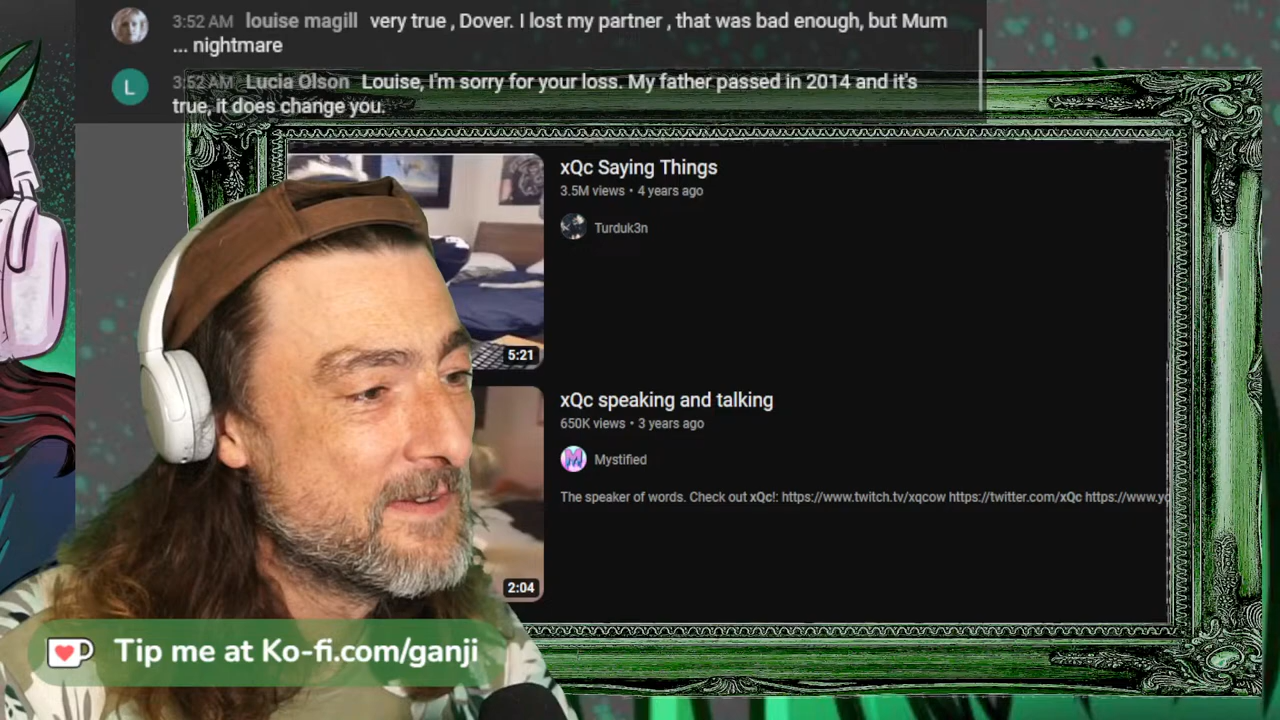 3:52 AM louise magill very true , Dover. I lost my partner , that was bad enough, but Mum
... nightmare
L 3:52 AM Lucia Olson Louise, I'm sorry for your loss. My father passed in 2014 and it's
true, it does change you.
xQc Saying Things
3.5M views • 4 years ago
Turduk3n
5:21
xQc speaking and talking
650K views • 3 years ago
M Mystified
The speaker of words. Check out xQc!: https://www.twitch.tv/xqcow https://twitter.com/xQc https://www.yo
2:04
Tip me at Ko-fi.com/ganji